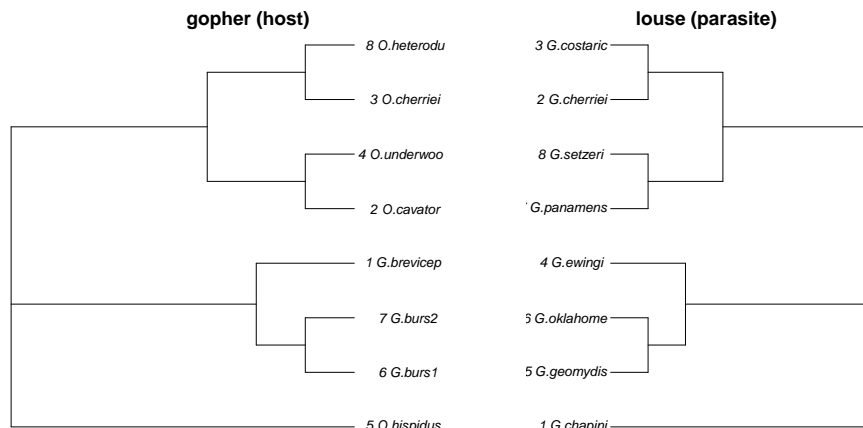 gopher (host) louse (parasite)
8 O.heterodu 3 G.costaric
3 O.cherriei 2 G.cherriei
4 O.underwoo 8 G.setzeri
2 O.cavator G.panamens
1 G.brevicep 4 G.ewingi
7 G.burs2 6 G.oklahome
6 G.burs1 5 G.geomydis
5 O.hispidus 1 G.chapini